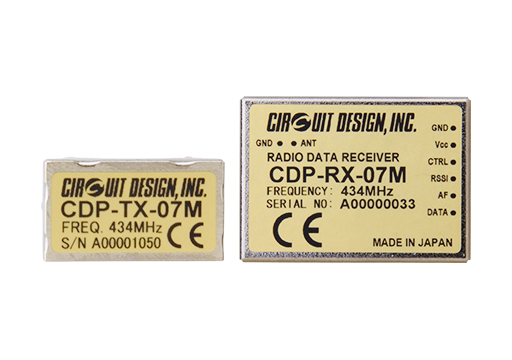 CIRCUIT DESIGN, INC.
CDP-TX-07M
FREQ. 434MHz
S/N A00001050 CE
CIRCUIT DESIGN, INC.
GND ANT
RADIO DATA RECEIVER
CDP-RX-07M
FREQUENCY: 434MHz
SERIAL NO: A00000033
CE
MADE IN JAPAN
GND
Vcc
CTRL
RSSI
AF
DATA